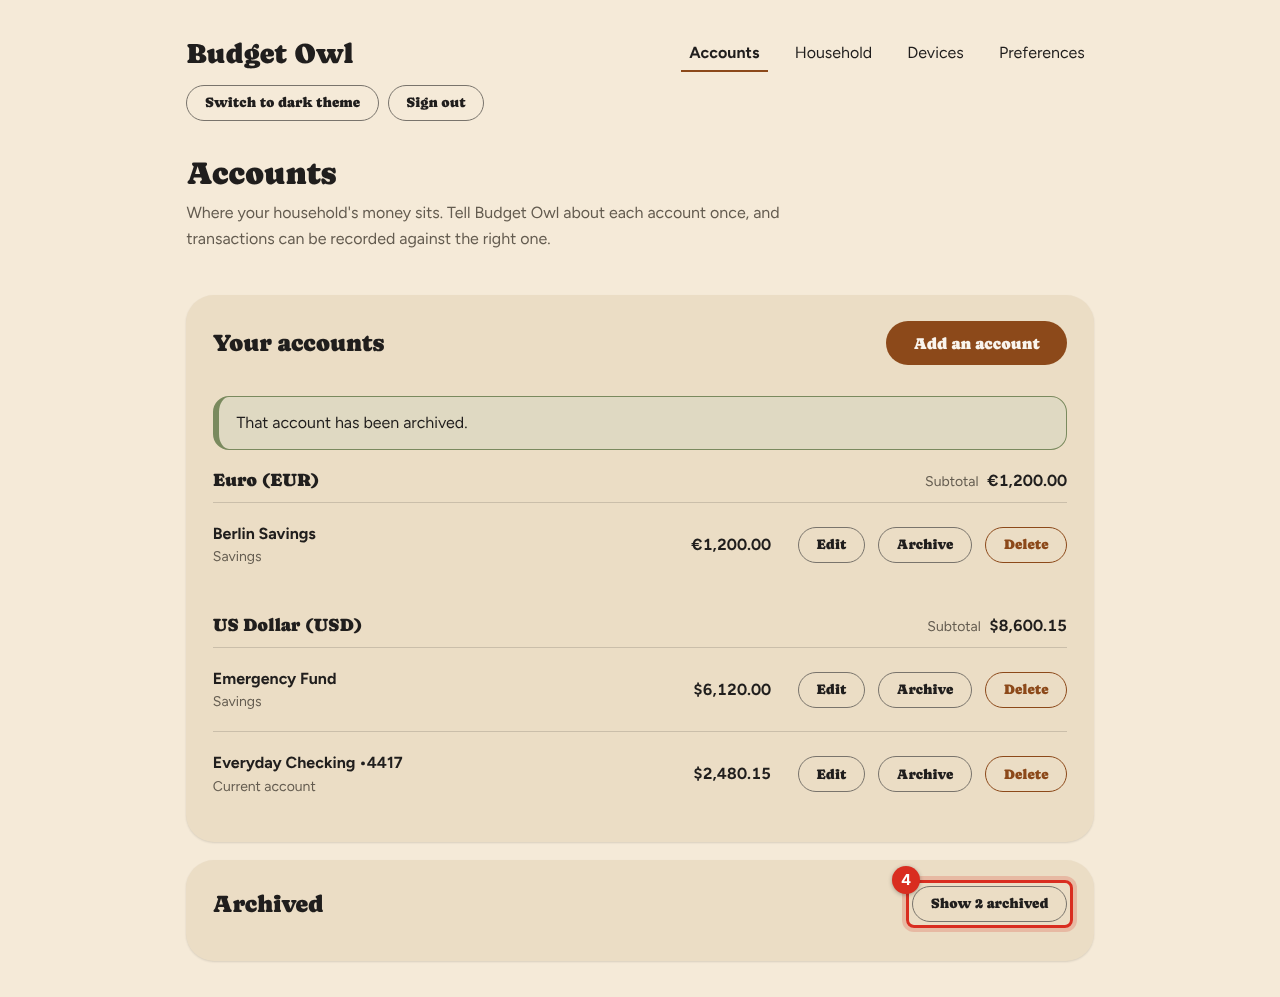 Budget Owl
Accounts Household Devices Preferences
Switch to dark theme Sign out
Accounts
Where your household's money sits. Tell Budget Owl about each account once, and
transactions can be recorded against the right one.
Your accounts Add an account
That account has been archived.
Euro (EUR) Subtotal €1,200.00
Berlin Savings
Savings
€1,200.00 Edit Archive Delete
US Dollar (USD) Subtotal $8,600.15
Emergency Fund
Savings
$6,120.00 Edit Archive Delete
Everyday Checking •4417
Current account
$2,480.15 Edit Archive Delete
Archived
4
Show 2 archived